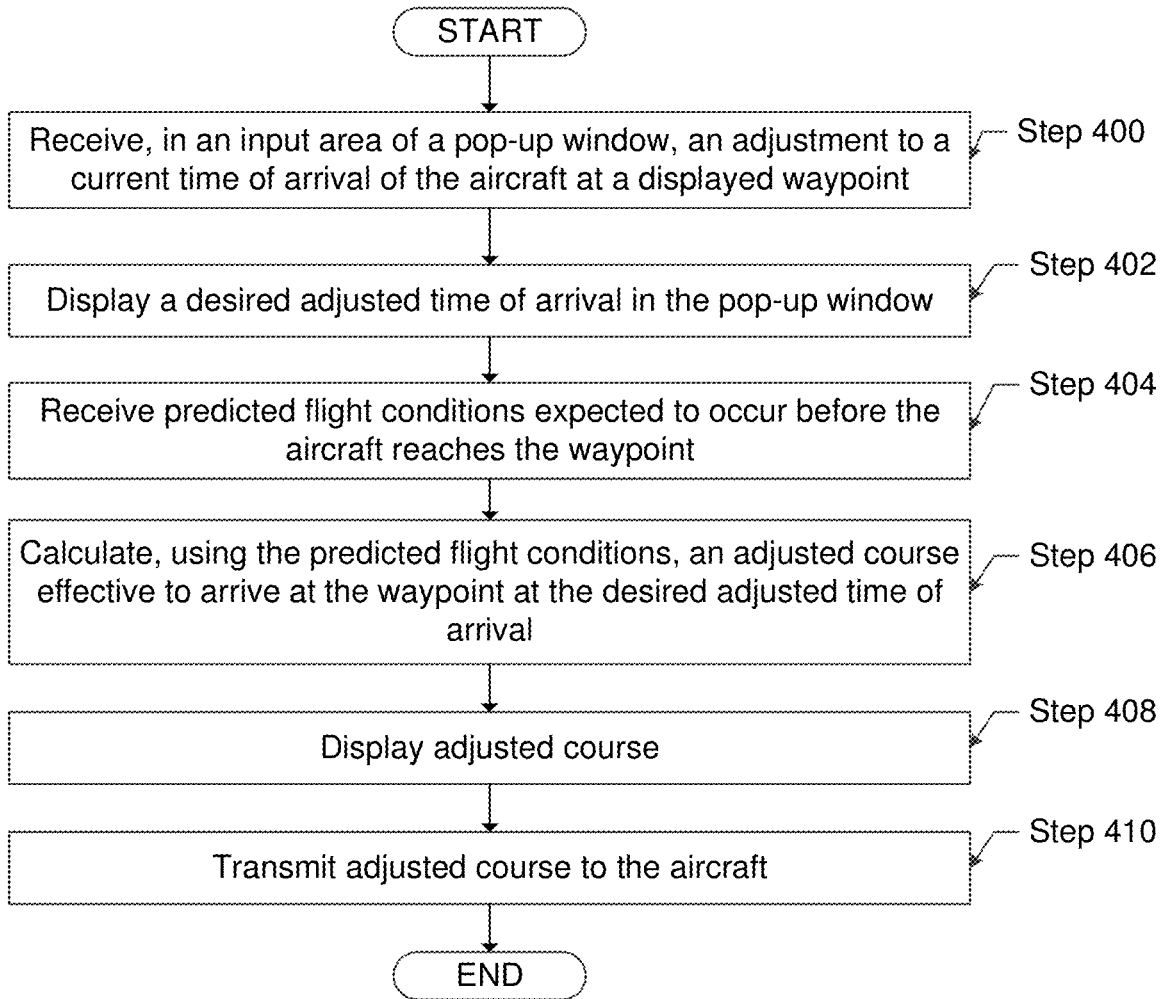 START
Receive, in an input area of a pop-up window, an adjustment to a
current time of arrival of the aircraft at a displayed waypoint
Step 400
Display a desired adjusted time of arrival in the pop-up window
Step 402
Receive predicted flight conditions expected to occur before the
aircraft reaches the waypoint
Step 404
Calculate, using the predicted flight conditions, an adjusted course
effective to arrive at the waypoint at the desired adjusted time of
arrival
Step 406
Display adjusted course
Step 408
Transmit adjusted course to the aircraft
Step 410
END